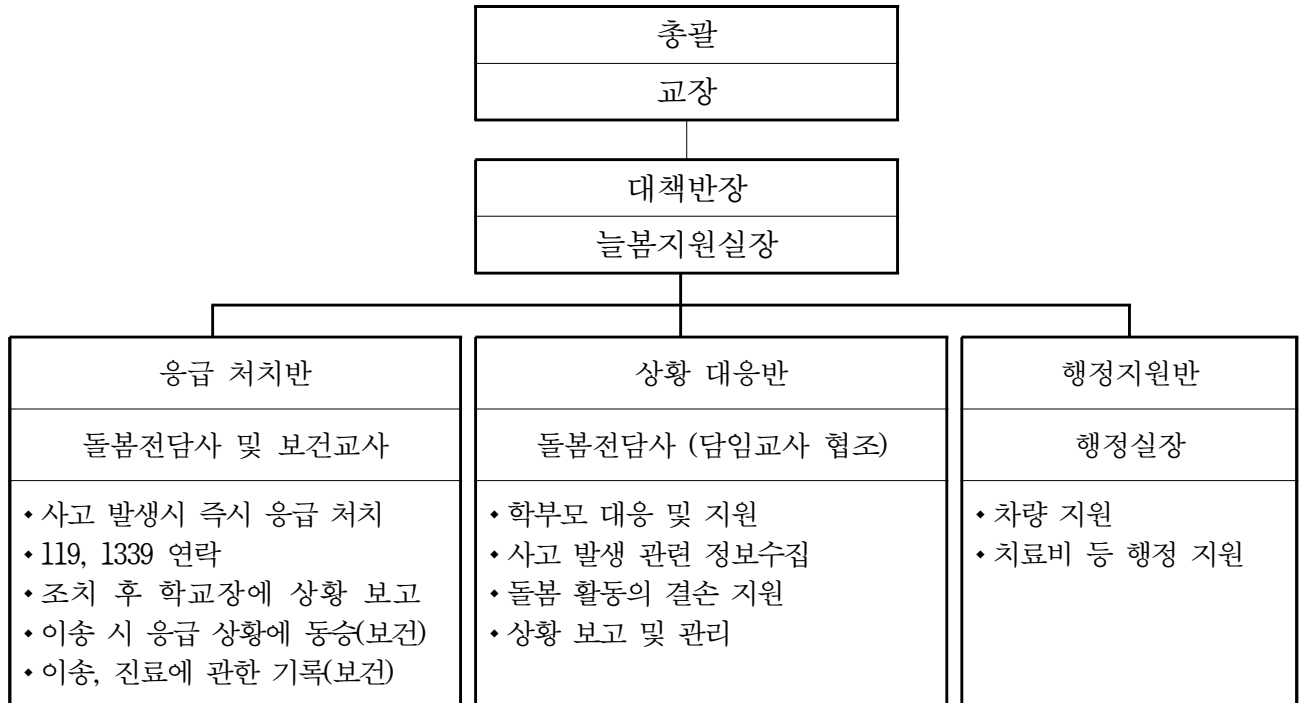 총괄
교장
대책반장
늘봄지원실장
응급 처치반
돌봄전담사 및 보건교사
◆사고 발생시 즉시 응급 처치
◆119, 1339 연락
◆조치 후 학교장에 상황 보고
◆이송 시 응급 상황에 동승(보건)
◆이송, 진료에 관한 기록(보건)
상황 대응반
돌봄전담사 (담임교사 협조)
◆학부모 대응 및 지원
◆사고 발생 관련 정보수집
◆돌봄 활동의 결손 지원
◆상황 보고 및 관리
행정지원반
행정실장
◆차량 지원
◆치료비 등 행정 지원